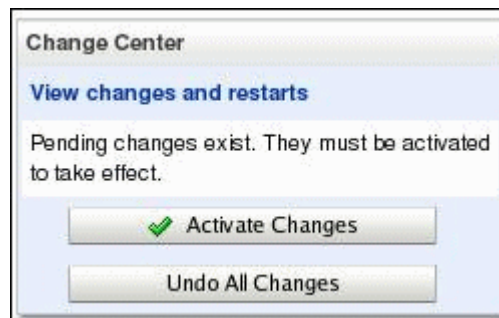 Change Center
View changes and restarts
Pending changes exist. They must be activated
to take effect.
Activate Changes
Undo All Changes